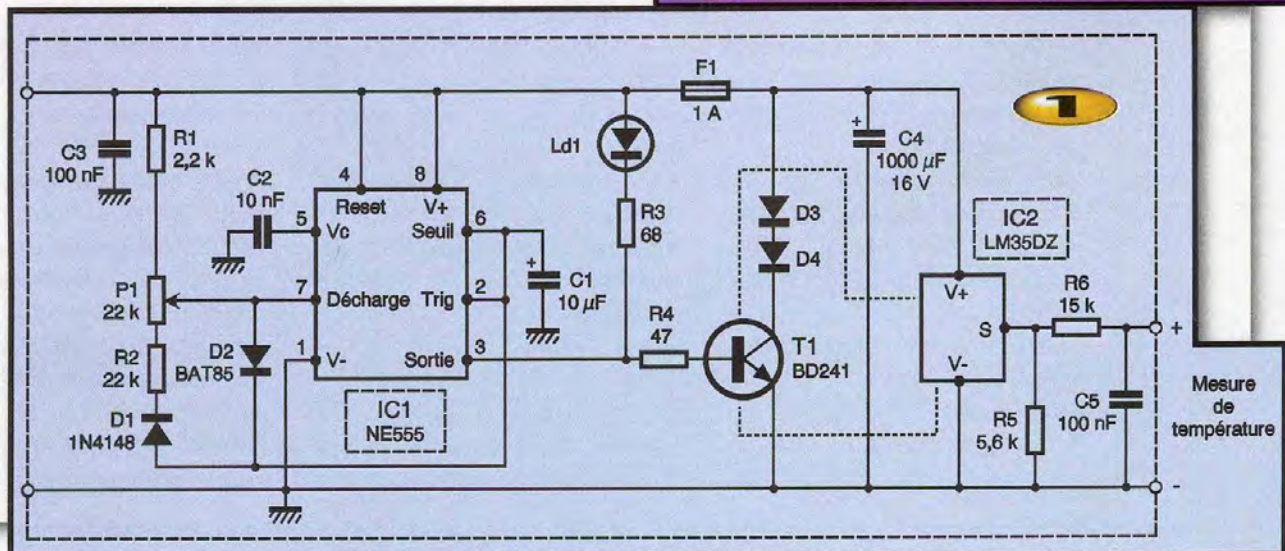 1
F1
1 A
C3
100 nF
R1
2,2 k
C2
10 nF
4
8
Reset
V+
5
Vc
6
Seuil
C1
10 µF
+
P1
22 k
7
Décharge
Trig
2
R2
22 k
D2
BAT85
1
V-
Sortie
3
D1
1N4148
IC1
NE555
Ld1
R3
68
R4
47
D3
D4
T1
BD241
+
C4
1000 µF
16 V
IC2
LM35DZ
V+
S
V-
R6
15 k
R5
5,6 k
C5
100 nF
+
Mesure
de
température
-